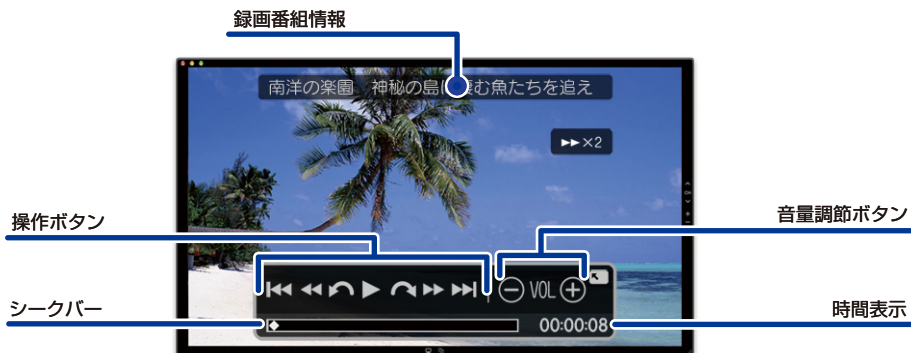 録画番組情報
南洋の楽園 神秘の島に む魚たちを追え
▶▶×2
操作ボタン
音量調節ボタン
VOL
シークバー
00:00:08
時間表示